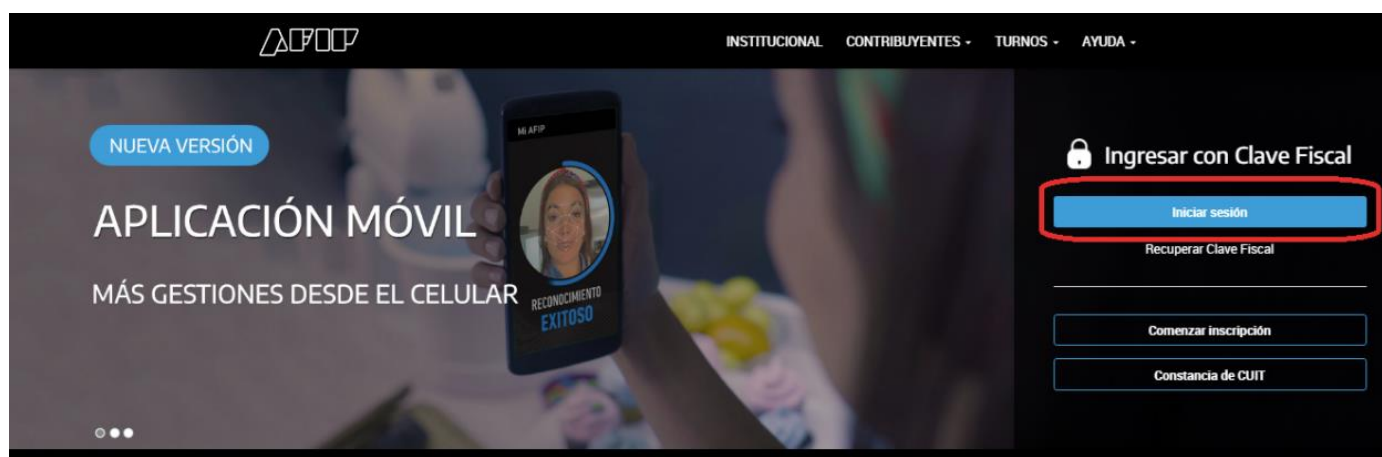 AFIP
INSTITUCIONAL CONTRIBUYENTES TURNOS AYUDA
NUEVA VERSIÓN
APLICACIÓN MÓVIL
MÁS GESTIONES DESDE EL CELULAR
Mi AFIP
RECONOCIMIENTO
EXITOSO
Ingresar con Clave Fiscal
Iniciar sesión
Recuperar Clave Fiscal
Comenzar inscripción
Constancia de CUIT